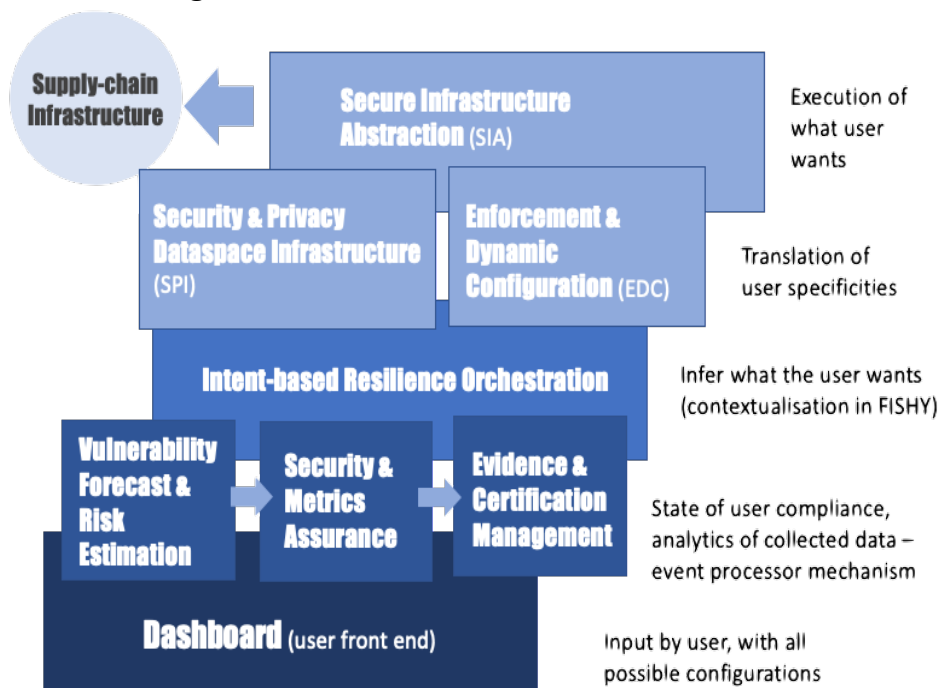 Supply-chain
Infrastructure
Secure Infrastructure
Abstraction (SIA)
Execution of
what user
wants
Security & Privacy
Dataspace Infrastructure
(SPI)
Enforcement &
Dynamic
Configuration (EDC)
Translation of
user specificities
Intent-based Resilience Orchestration
Infer what the user wants
(contextualisation in FISHY)
Vulnerability
Forecast &
Risk
Estimation
Security &
Metrics
Assurance
Evidence &
Certification
Management
State of user compliance,
analytics of collected data –
event processor mechanism
Dashboard (user front end)
Input by user, with all
possible configurations